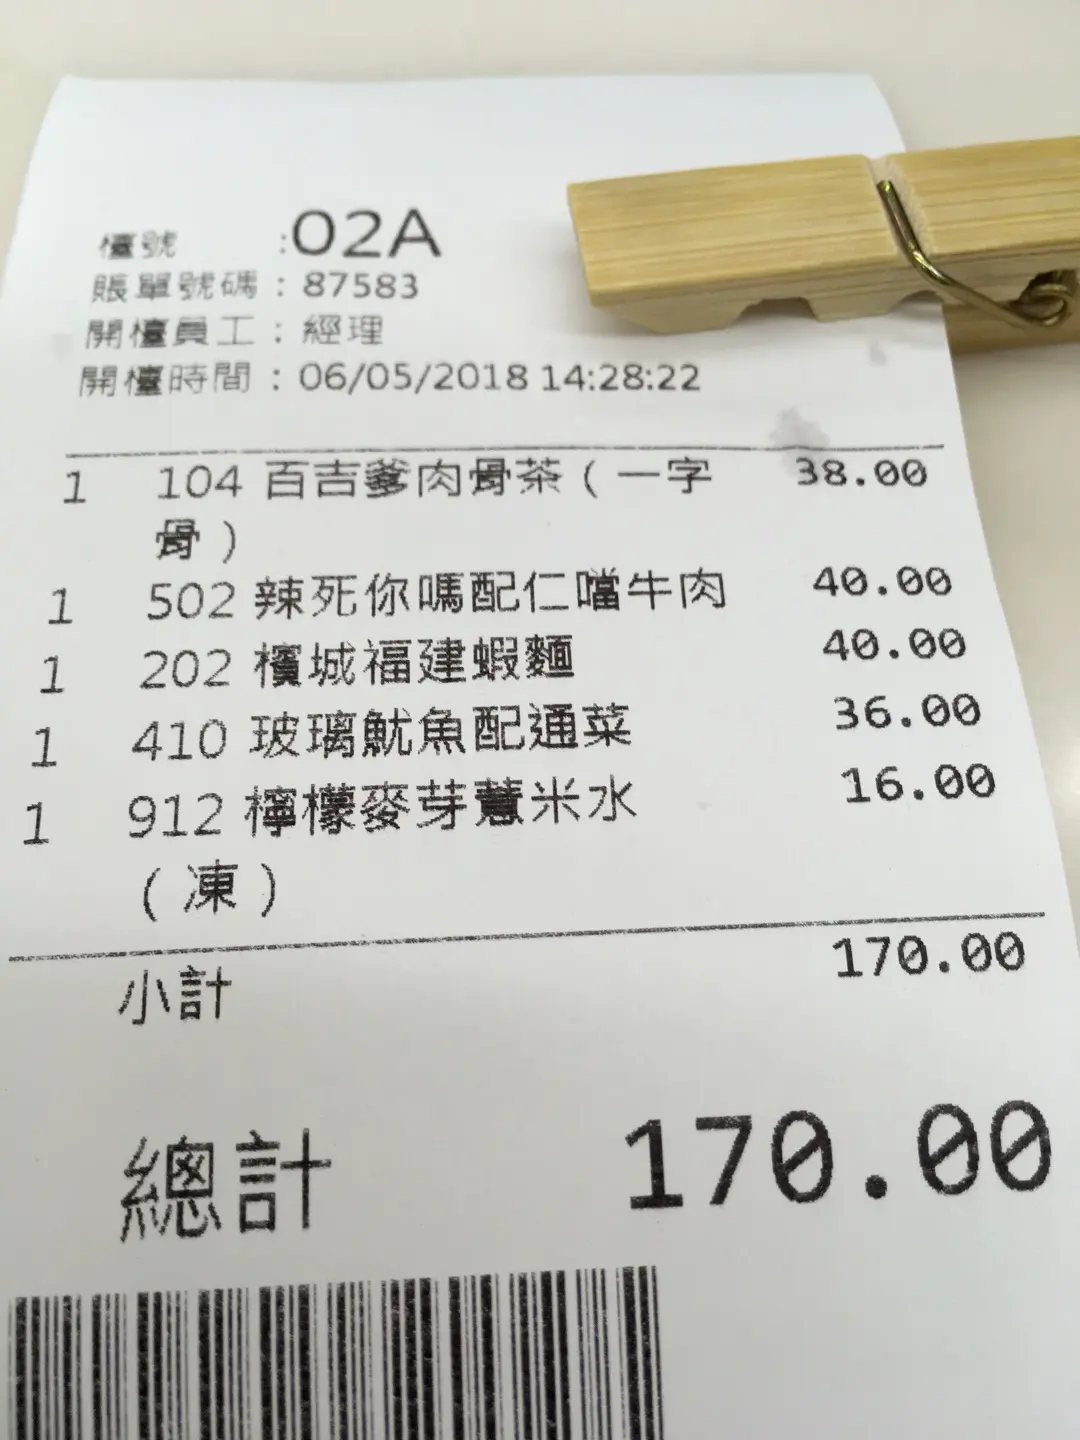 檯號 :02A
賬單號碼 : 87583
開檯員工 : 經理
開檯時間 : 06/05/2018 14:28:22
1 104 百吉爹肉骨茶 ( 一字 38.00
骨 )
1 502 辣死你嗎配仁噹牛肉 40.00
1 202 檳城福建蝦麵 40.00
1 410 玻璃魷魚配通菜 36.00
1 912 檸檬麥芽薏米水 16.00
( 凍 )
小計 170.00
總計 170.00